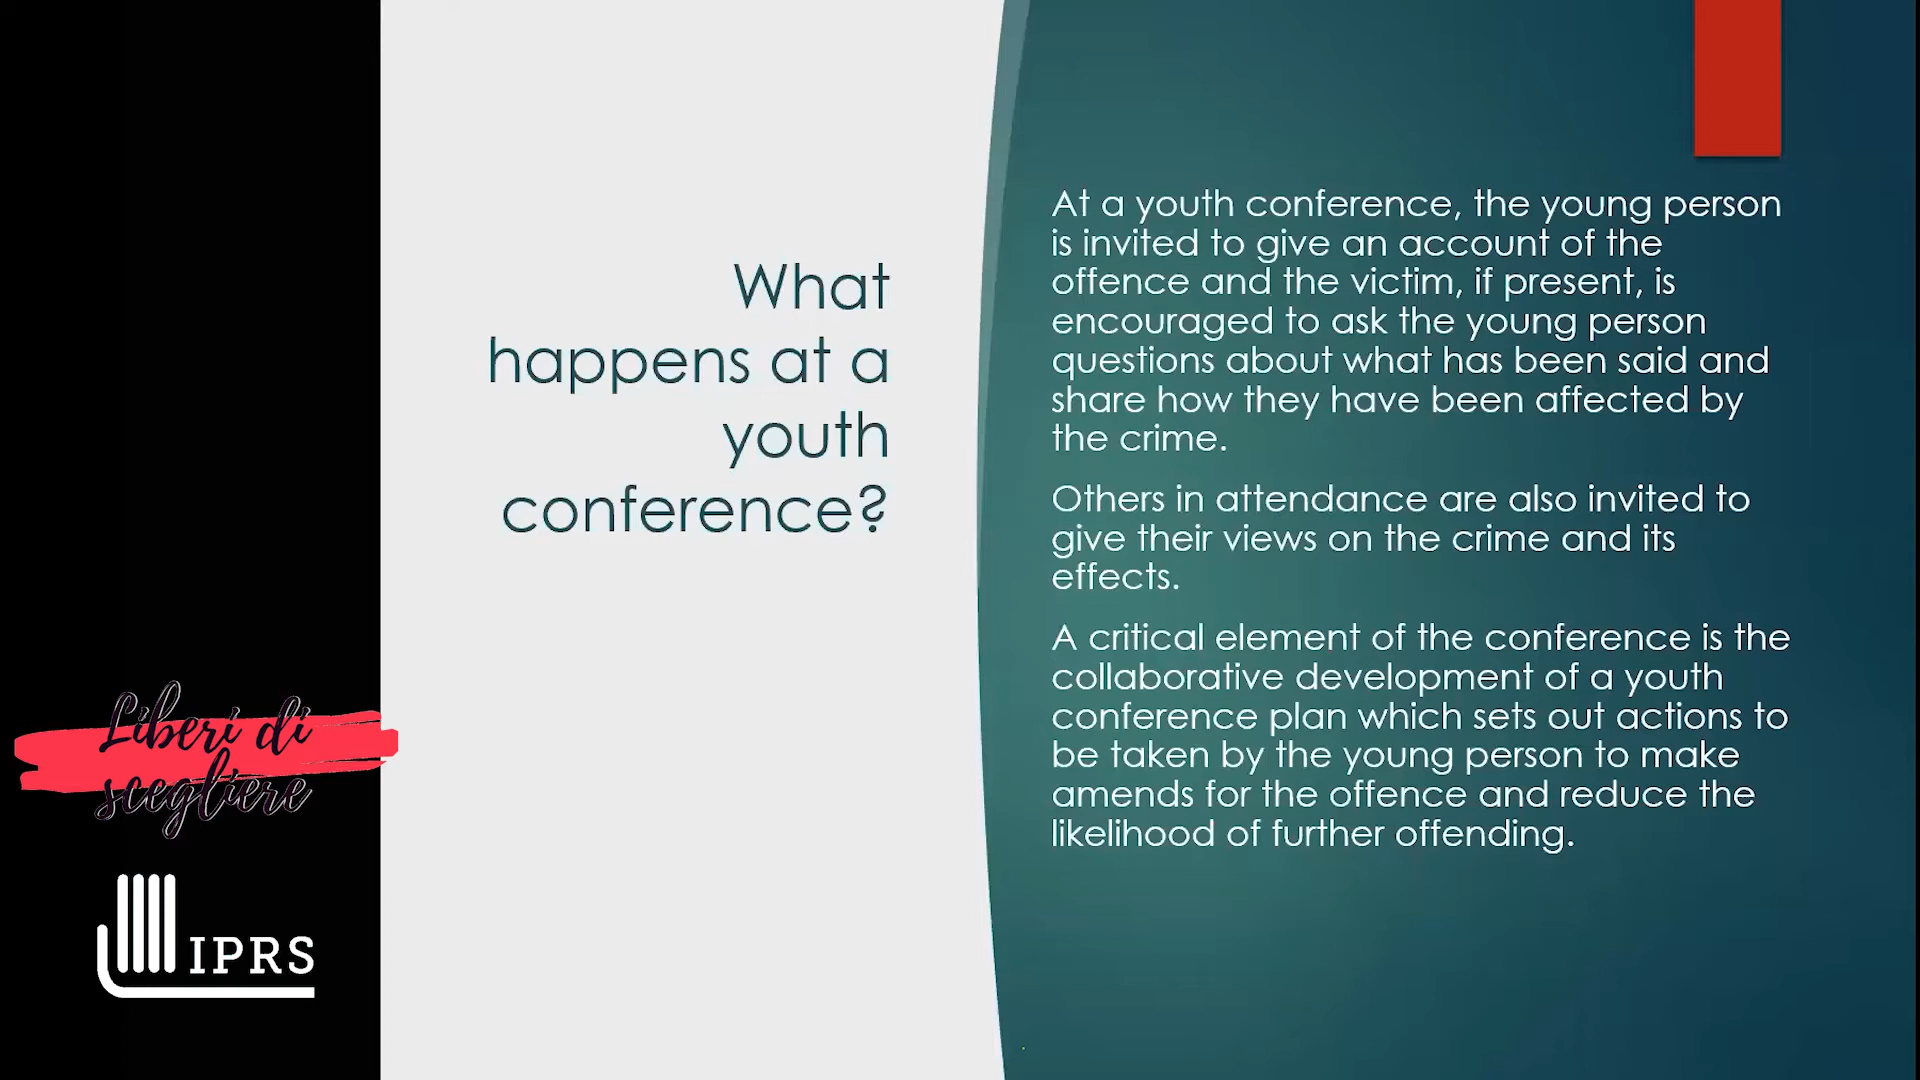 What
happens at a
youth
conference?
At a youth conference, the young person
is invited to give an account of the
offence and the victim, if present, is
encouraged to ask the young person
questions about what has been said and
share how they have been affected by
the crime.
Others in attendance are also invited to
give their views on the crime and its
effects.
A critical element of the conference is the
collaborative development of a youth
conference plan which sets out actions to
be taken by the young person to make
amends for the offence and reduce the
likelihood of further offending.
Liberi di
scegliere
IPRS